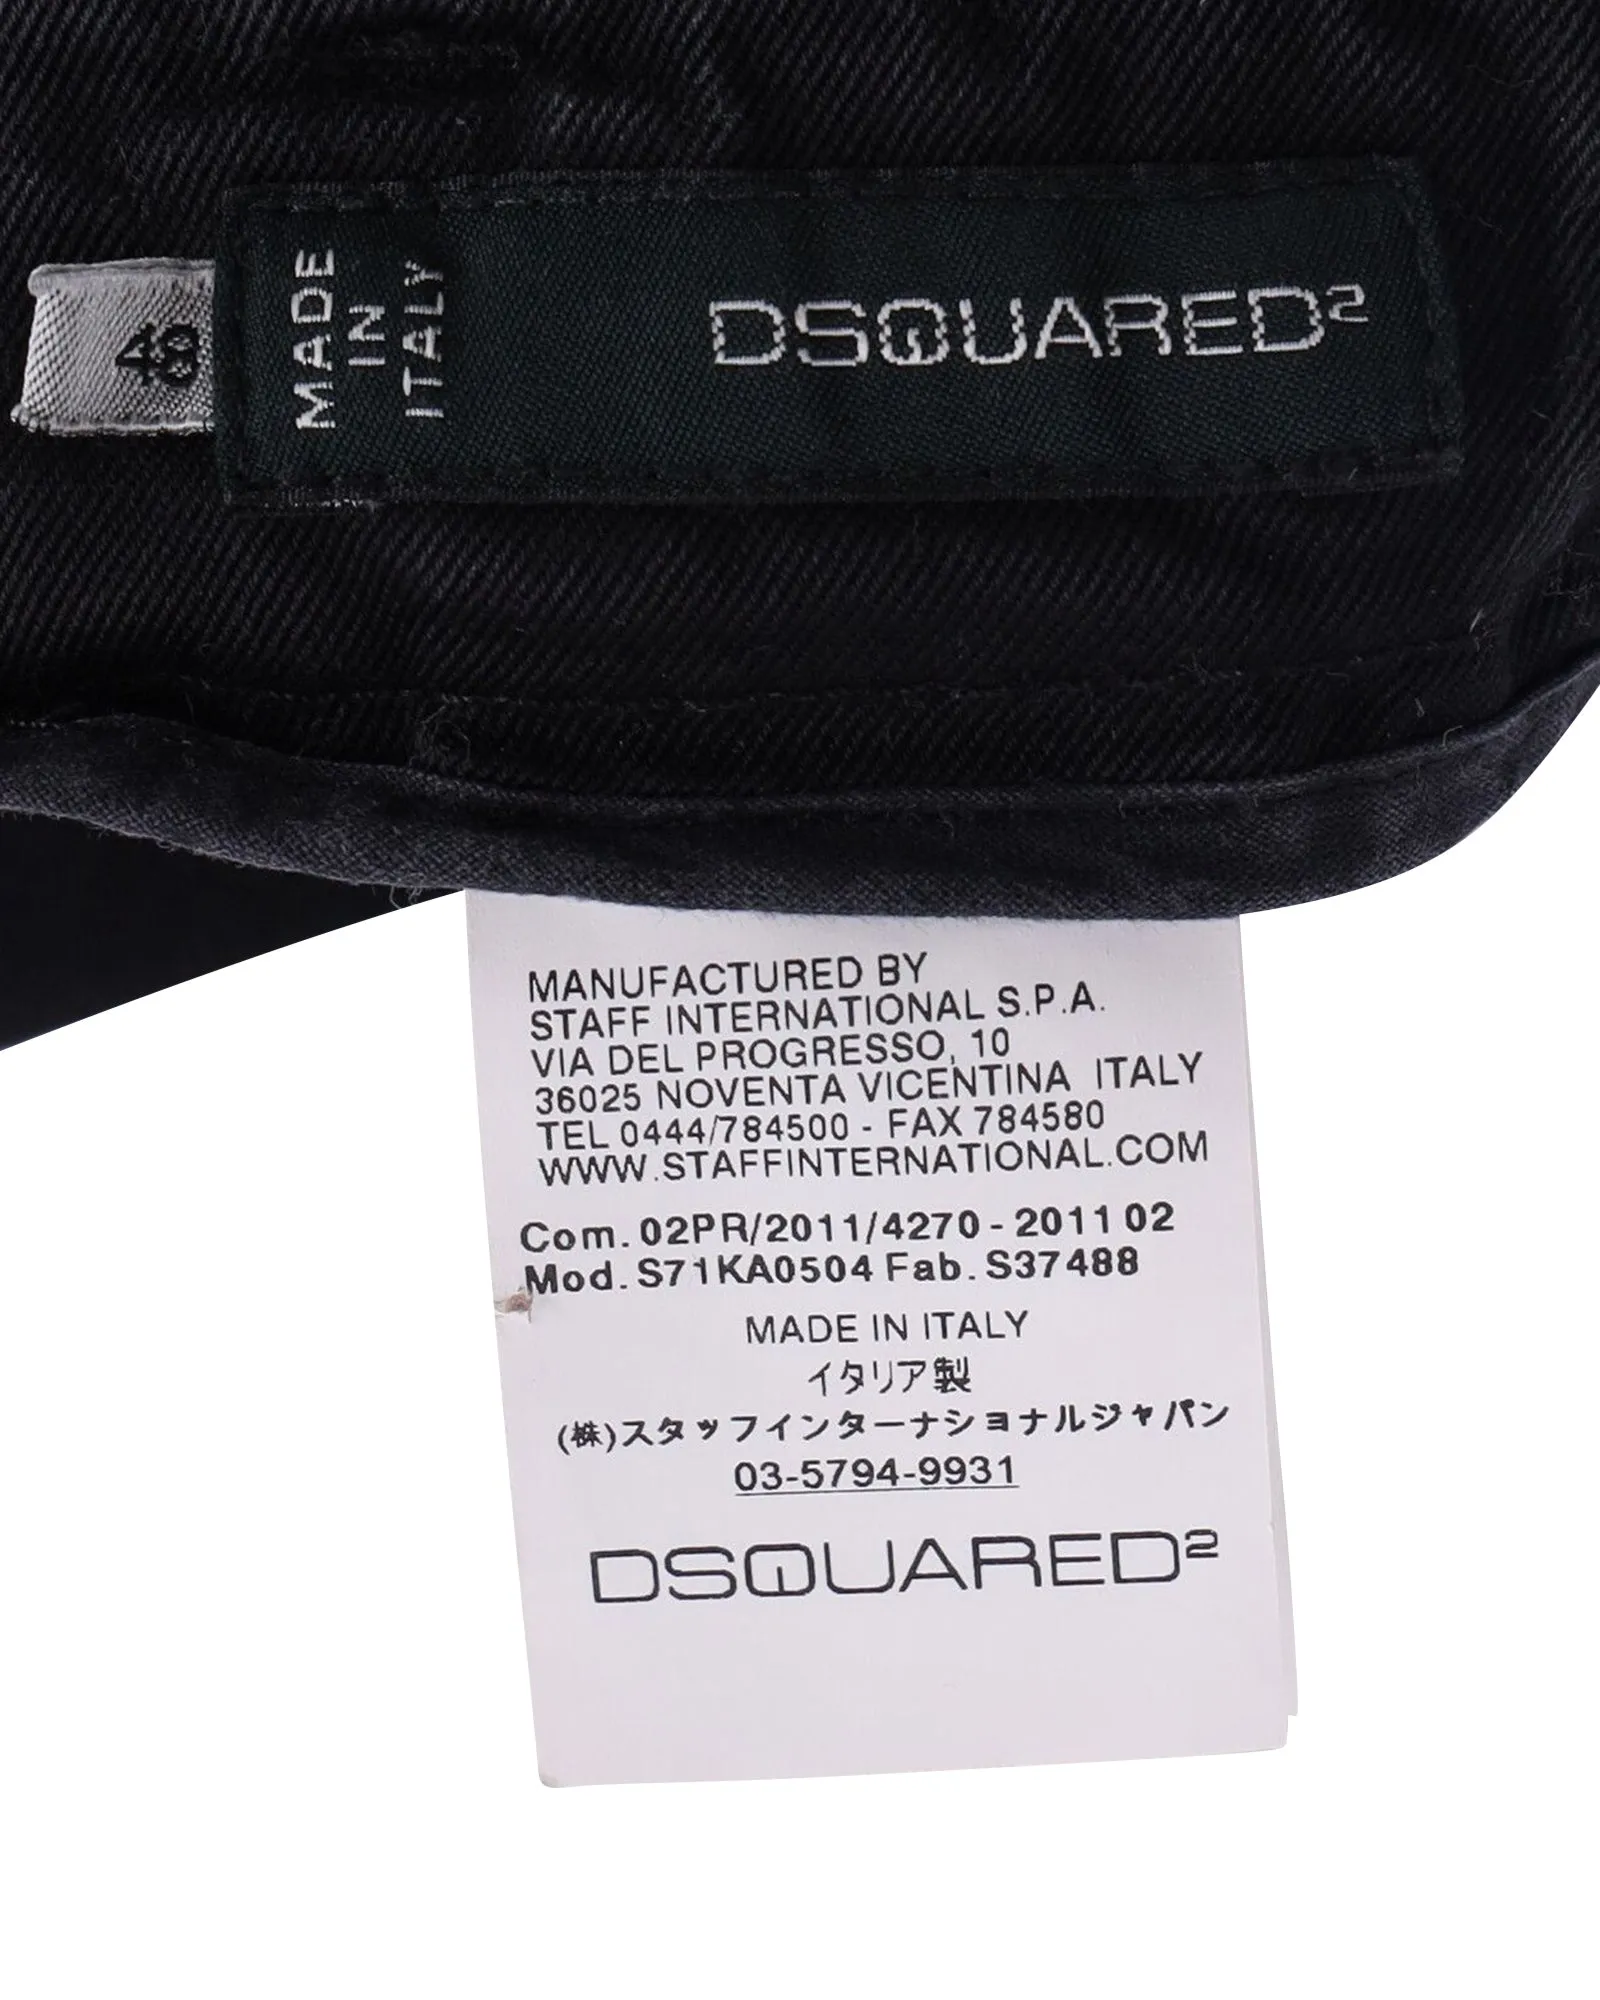 48
MADE
IN
ITALY
DSQUARED²
MANUFACTURED BY
STAFF INTERNATIONAL S.P.A.
VIA DEL PROGRESSO, 10
36025 NOVENTA VICENTINA ITALY
TEL 0444/784500 - FAX 784580
WWW.STAFFINTERNATIONAL.COM
Com. 02PR/2011/4270 - 2011 02
Mod. S71KA0504 Fab. S37488
MADE IN ITALY
イタリア製
(株)スタッフインターナショナルジャパン
03-5794-9931
DSQUARED²